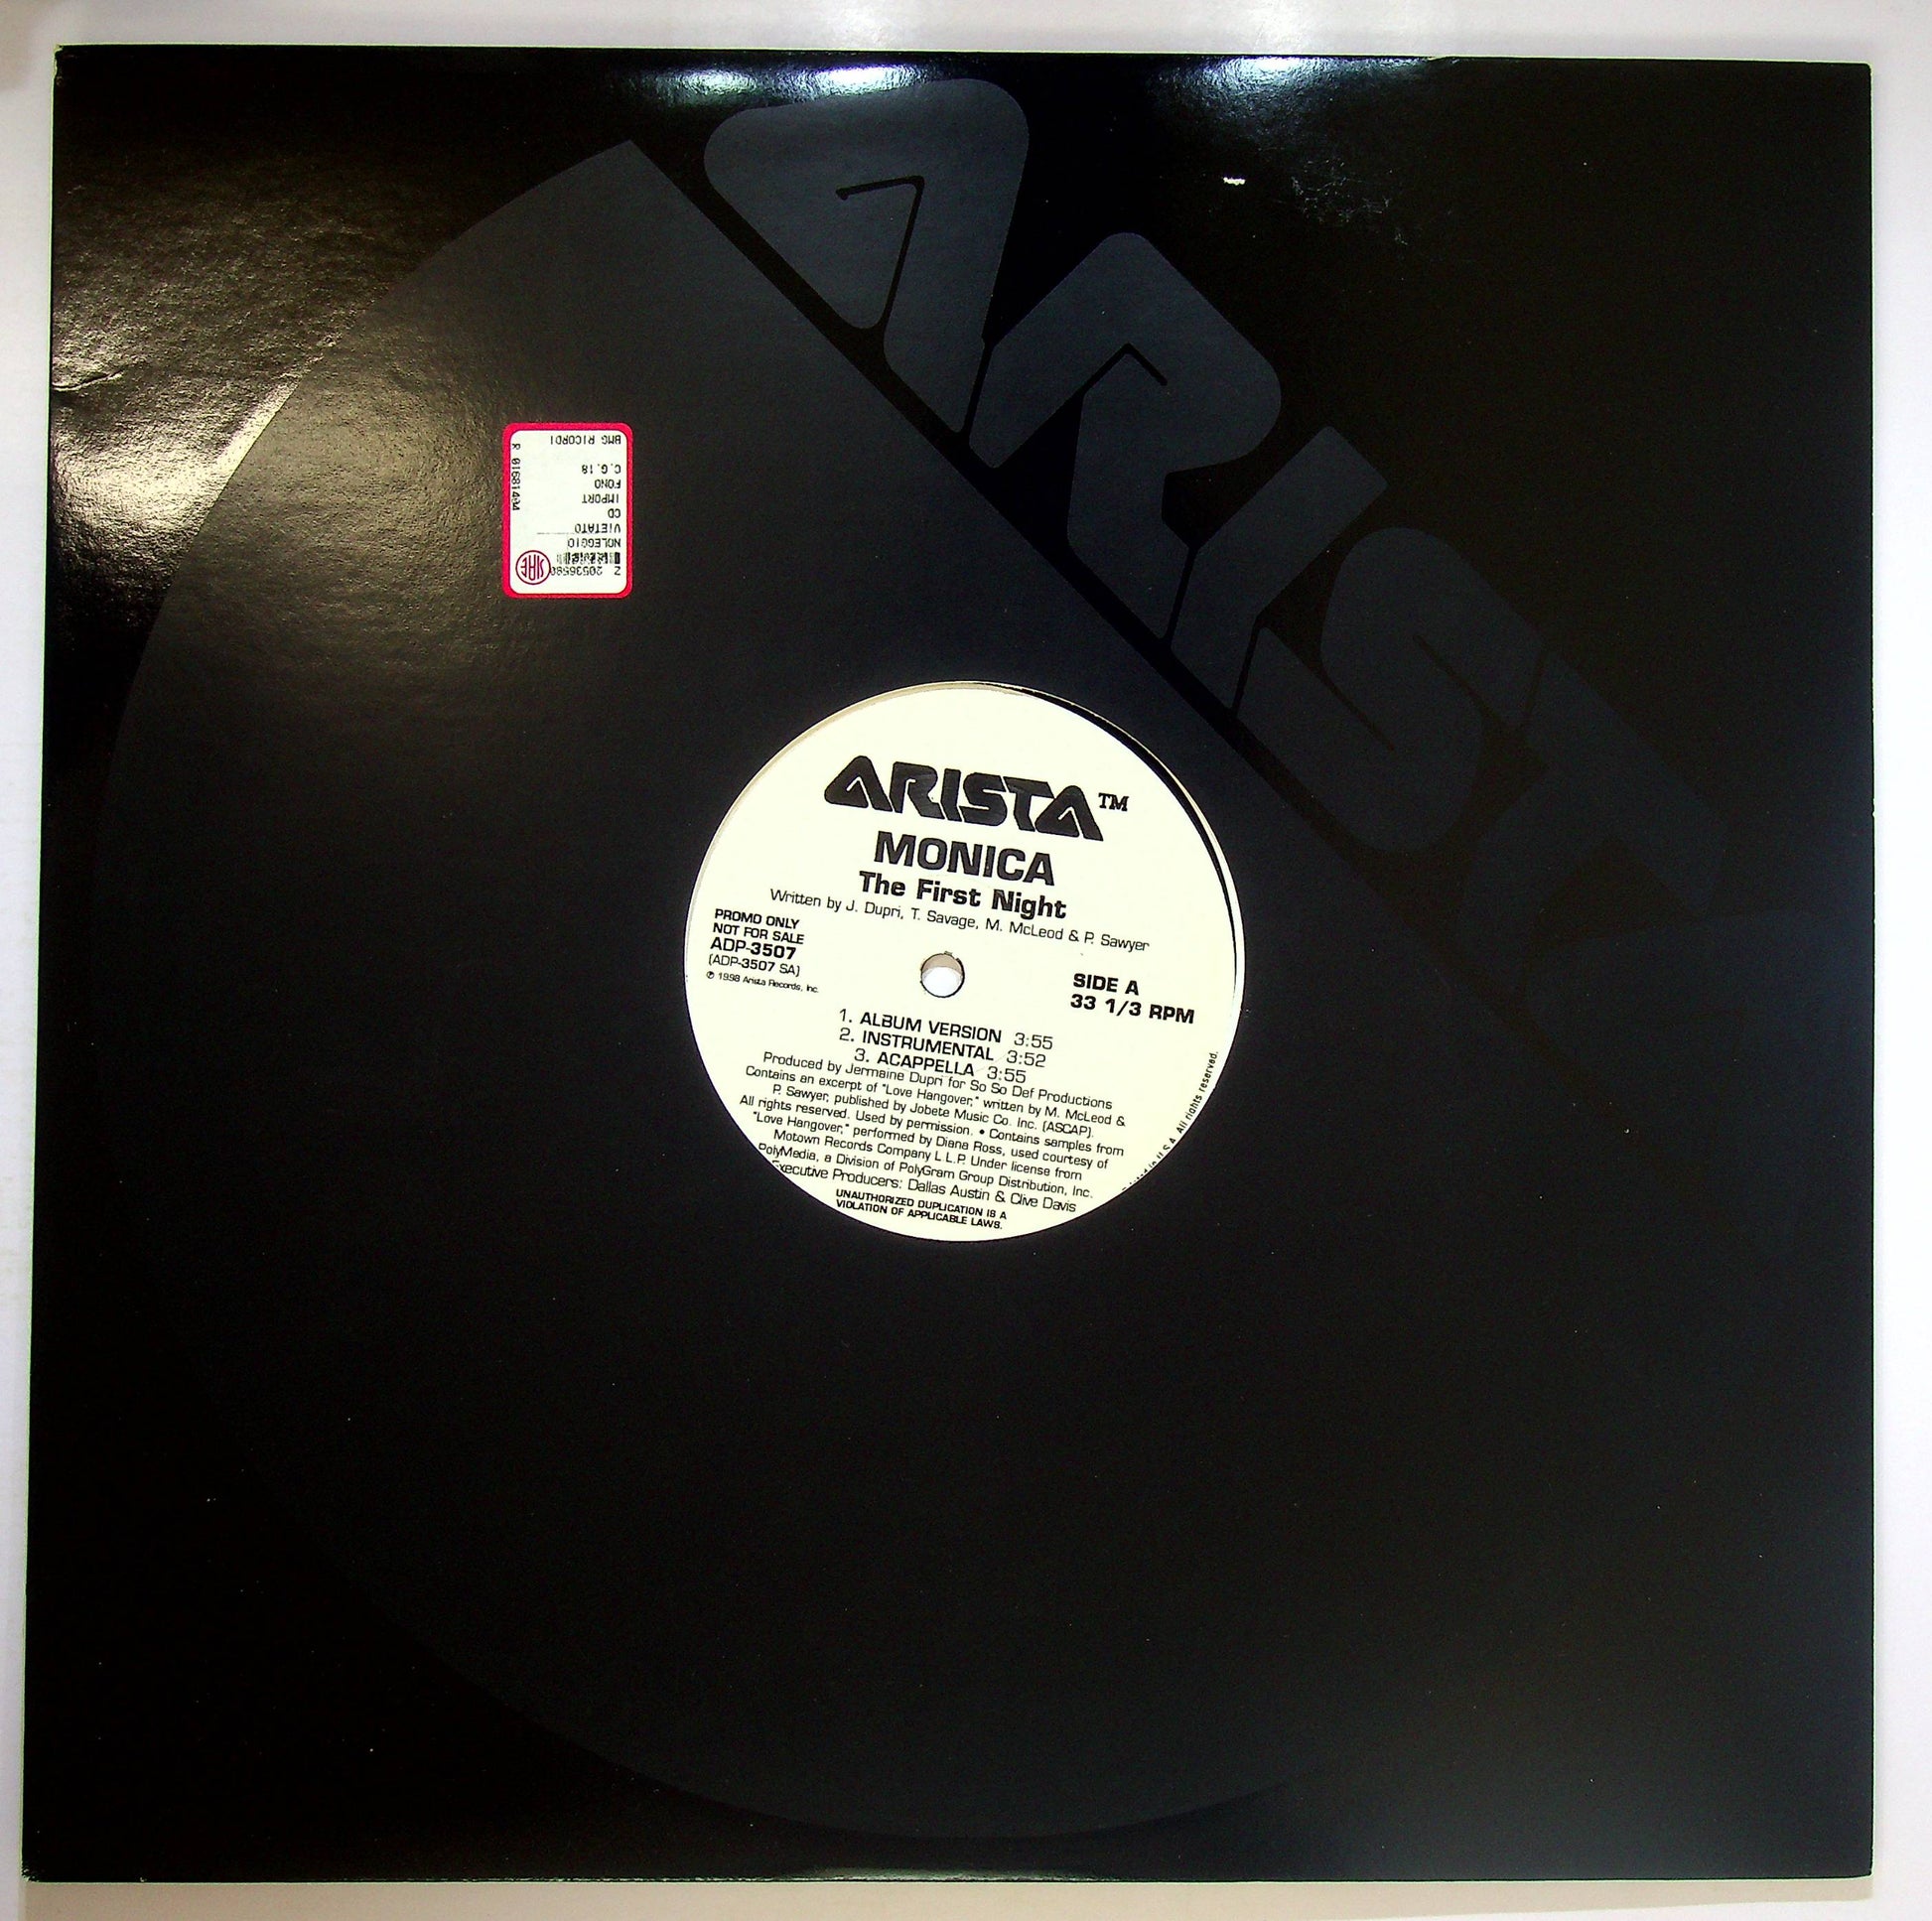 ARISTA
BMG RICORDI
C.G.18
FONO
IMPORT
CD
VIETATO
NOLEGGIO
Z 205365980
SIAE
ARISTA™
MONICA
The First Night
Written by J. Dupri, T. Savage, M. McLeod & P. Sawyer
PROMO ONLY
NOT FOR SALE
ADP-3507
(ADP-3507 SA)
℗ 1998 Arista Records, Inc.
SIDE A
33 1/3 RPM
1. ALBUM VERSION 3:55
2. INSTRUMENTAL 3:52
3. ACAPPELLA 3:55
Produced by Jermaine Dupri for So So Def Productions
Contains an excerpt of "Love Hangover," written by M. McLeod &
P. Sawyer, published by Jobete Music Co. Inc. (ASCAP).
All rights reserved. Used by permission. • Contains samples from
"Love Hangover," performed by Diana Ross, used courtesy of
Motown Records Company L.L.P. Under license from
PolyMedia, a Division of PolyGram Group Distribution, Inc.
Executive Producers: Dallas Austin & Clive Davis
UNAUTHORIZED DUPLICATION IS A
VIOLATION OF APPLICABLE LAWS.
in U.S.A. All rights reserved.